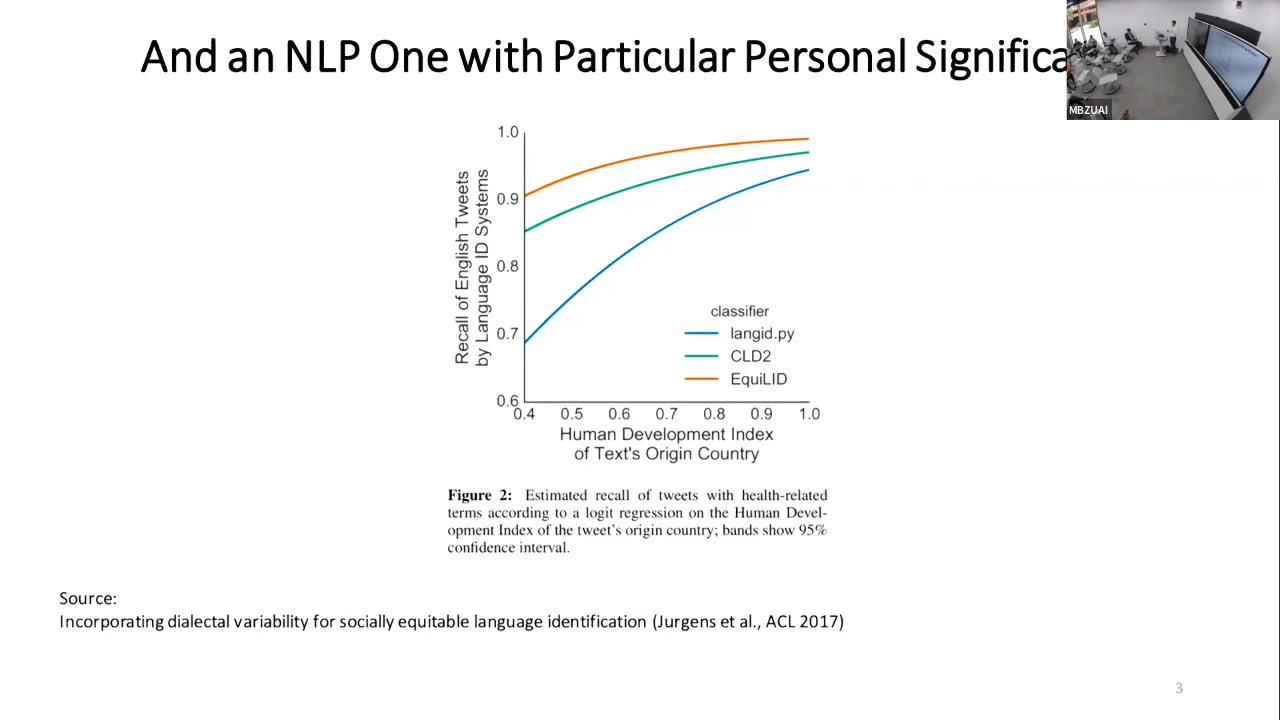 And an NLP One with Particular Personal Significa
MBZUAI
Recall of English Tweets
by Language ID Systems
1.0
0.9
0.8
0.7
0.6
0.4 0.5 0.6 0.7 0.8 0.9 1.0
Human Development Index
of Text's Origin Country
classifier
langid.py
CLD2
EquiLID
Figure 2: Estimated recall of tweets with health-related
terms according to a logit regression on the Human Devel-
opment Index of the tweet's origin country; bands show 95%
confidence interval.
Source:
Incorporating dialectal variability for socially equitable language identification (Jurgens et al., ACL 2017)
3